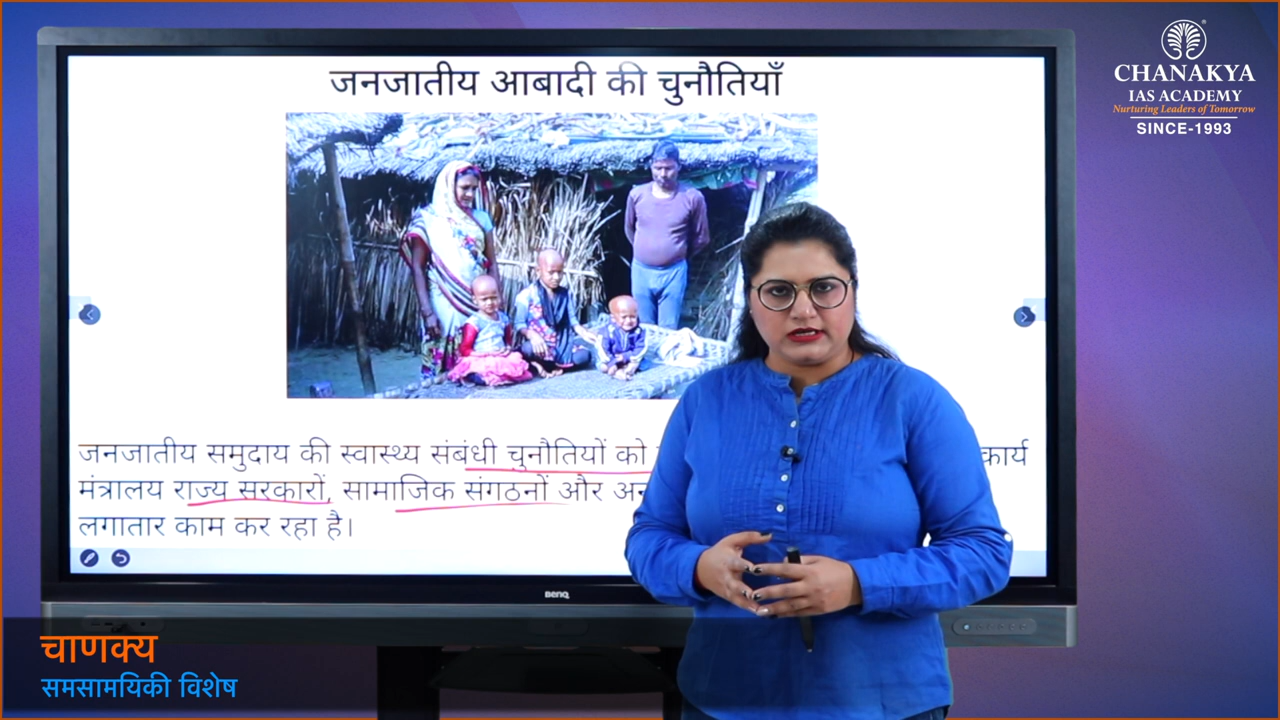 जनजातीय आबादी की चुनौतियाँ
CHANAKYA
IAS ACADEMY
Nurturing Leaders of Tomorrow
SINCE-1993
जनजातीय समुदाय की स्वास्थ्य संबंधी चुनौतियों को कार्य
मंत्रालय राज्य सरकारों, सामाजिक संगठनों और
लगातार काम कर रहा है।
BenQ
चाणक्य
समसामयिकी विशेष